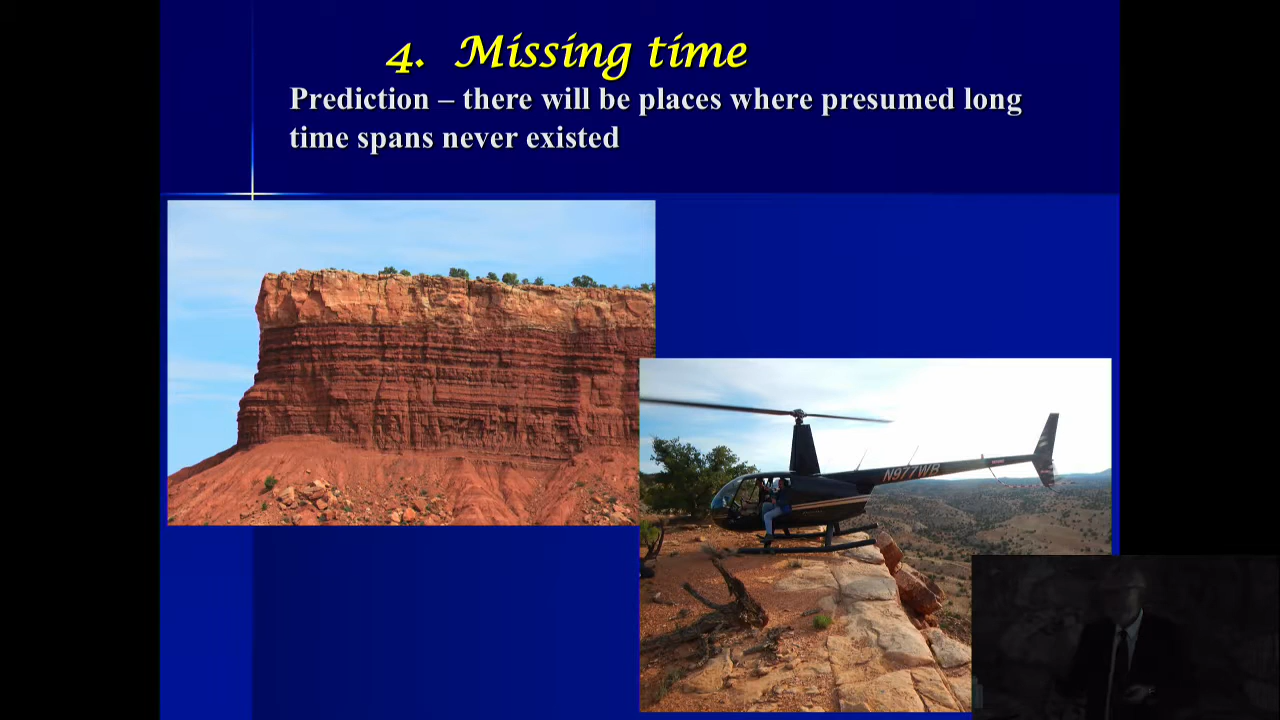 4. Missing time
Prediction – there will be places where presumed long
time spans never existed
N977WB